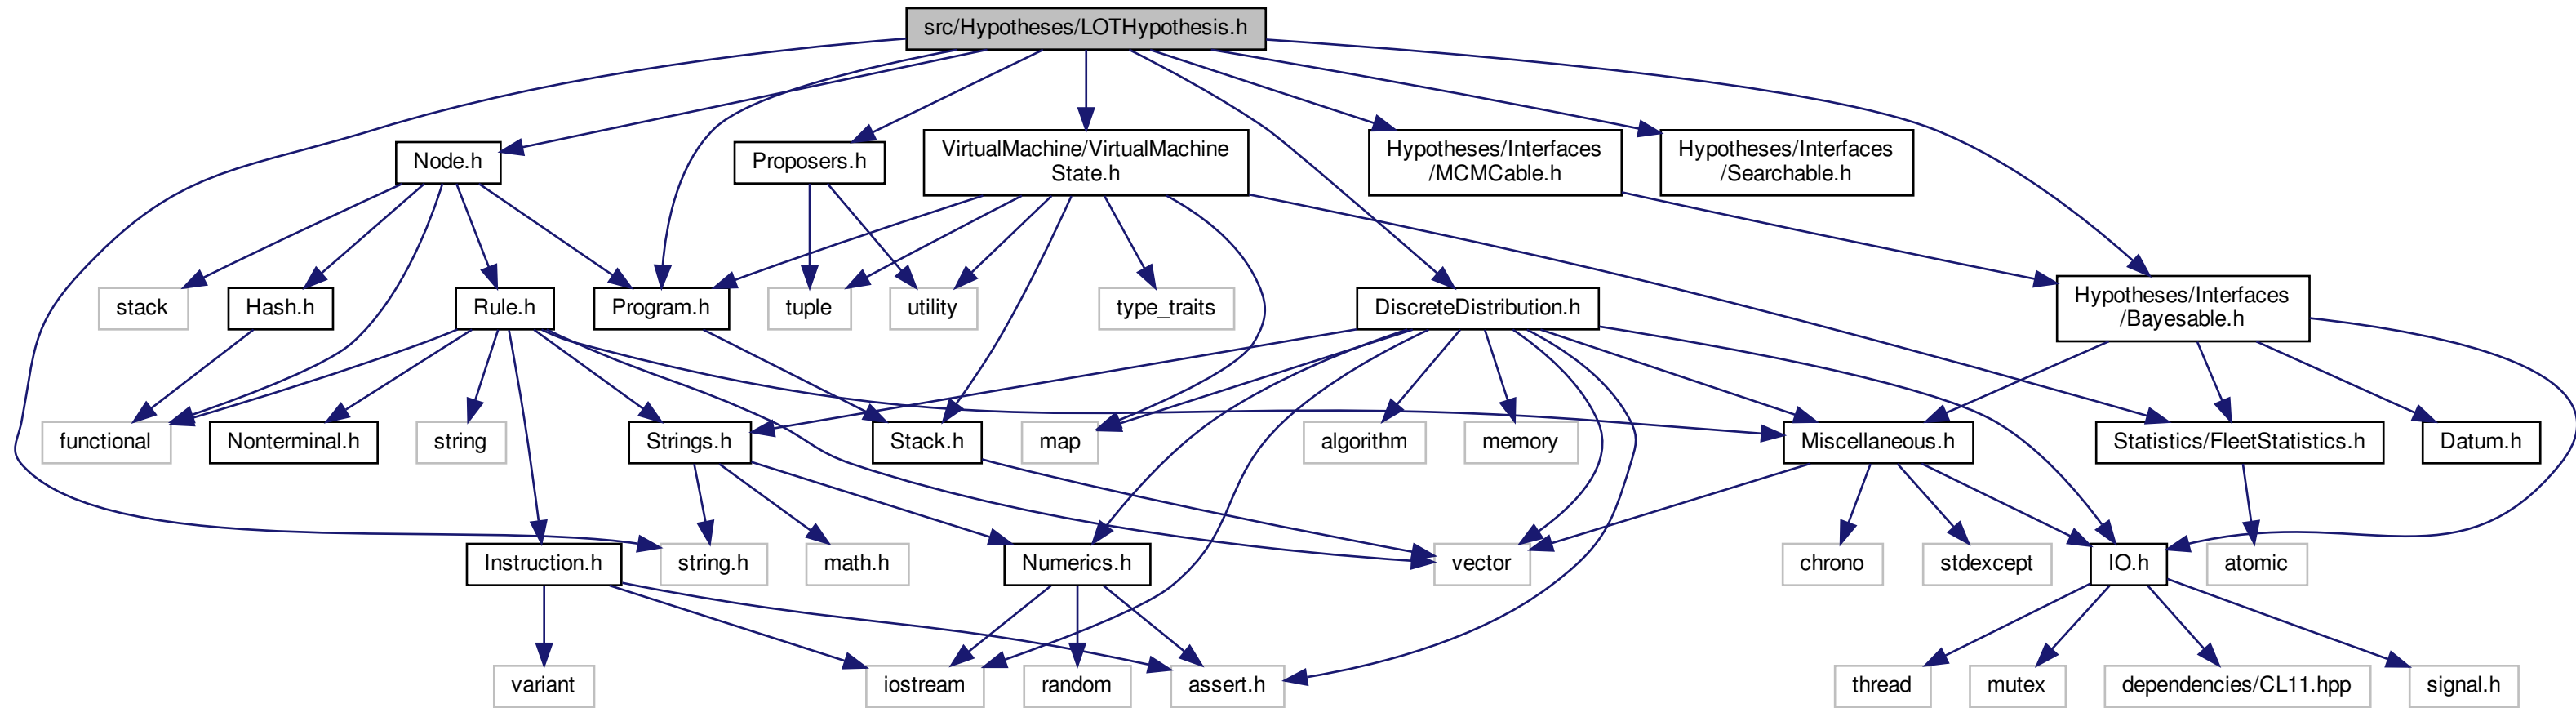 src/Hypotheses/LOTHypothesis.h
Node.h
Proposers.h
VirtualMachine/VirtualMachine
State.h
Hypotheses/Interfaces
/MCMCable.h
Hypotheses/Interfaces
/Searchable.h
stack
Hash.h
Rule.h
Program.h
tuple
utility
type_traits
DiscreteDistribution.h
Hypotheses/Interfaces
/Bayesable.h
functional
Nonterminal.h
string
Strings.h
Stack.h
map
algorithm
memory
Miscellaneous.h
Statistics/FleetStatistics.h
Datum.h
Instruction.h
string.h
math.h
Numerics.h
vector
chrono
stdexcept
IO.h
atomic
variant
iostream
random
assert.h
thread
mutex
dependencies/CL11.hpp
signal.h